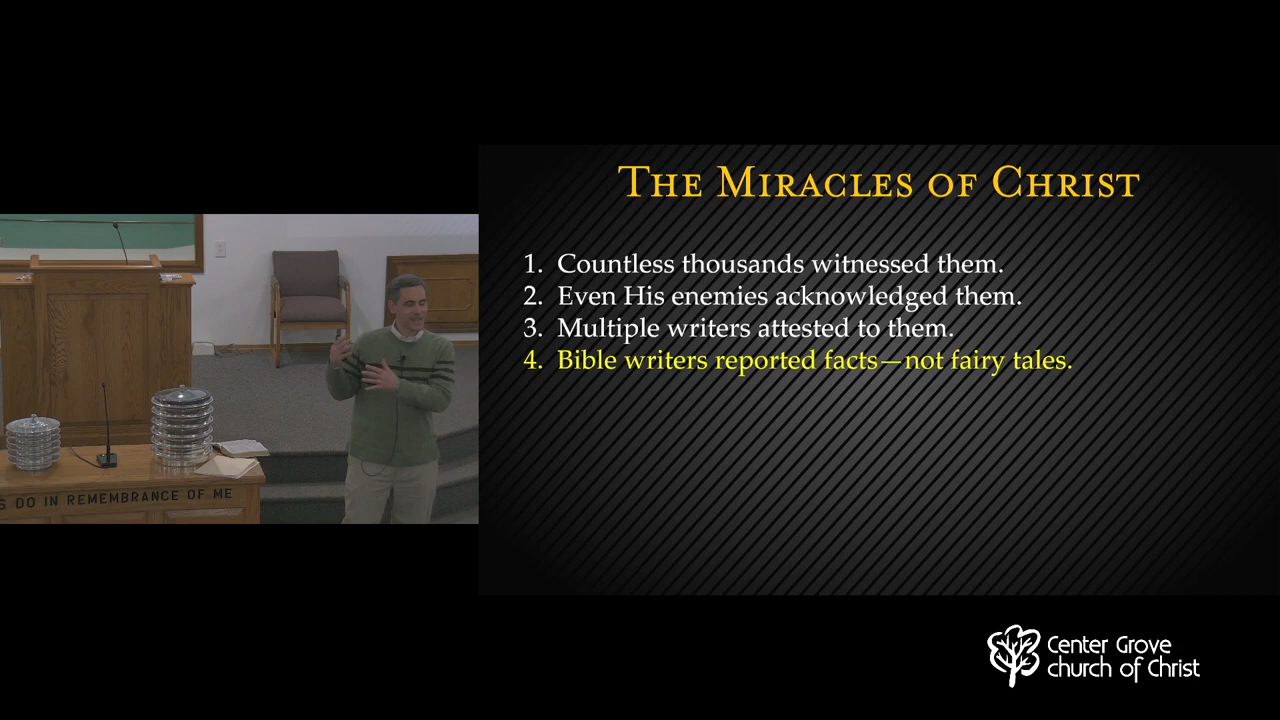 THE MIRACLES OF CHRIST
1. Countless thousands witnessed them.
2. Even His enemies acknowledged them.
3. Multiple writers attested to them.
4. Bible writers reported facts—not fairy tales.
DO IN REMEMBRANCE OF ME
Center Grove
church of Christ